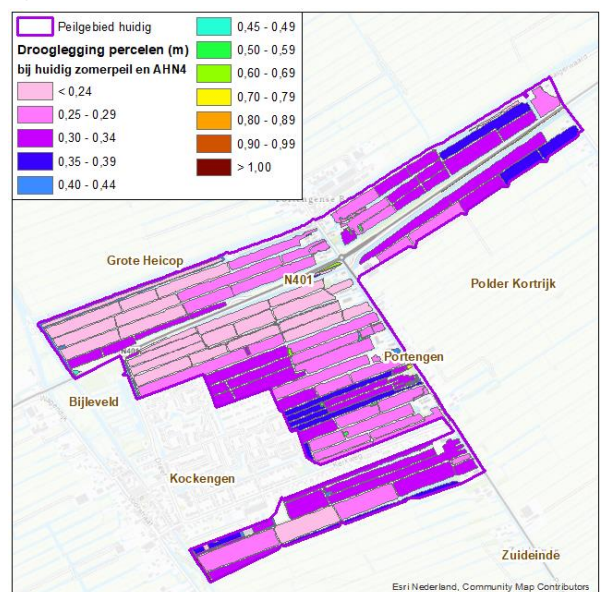 Peilgebied huidig
Drooglegging percelen (m)
bij huidig zomerpeil en AHN4
< 0,24
0,25 - 0,29
0,30 - 0,34
0,35 - 0,39
0,40 - 0,44
0,45 - 0,49
0,50 - 0,59
0,60 - 0,69
0,70 - 0,79
0,80 - 0,89
0,90 - 0,99
> 1,00
Grote Heicop
N401
Polder Kortrijk
Portengen
Bijleveld
Kockengen
Zuideinde
Esri Nederland, Community Map Contributors